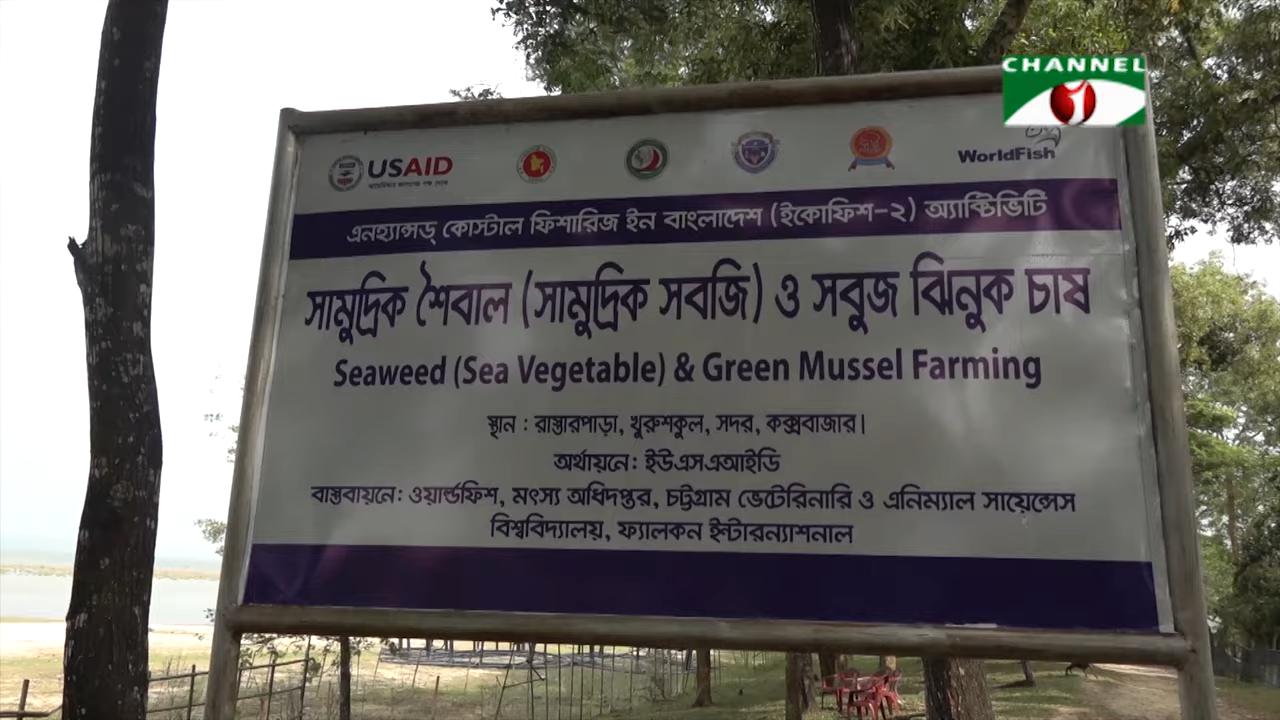 CHANNEL
USAID
WorldFish
এনহ্যান্সড্ কোস্টাল ফিশারিজ ইন বাংলাদেশ (ইকোফিশ-২) অ্যাক্টিভিটি
সামুদ্রিক শৈবাল (সামুদ্রিক সবজি) ও সবুজ ঝিনুক চাষ
Seaweed (Sea Vegetable) & Green Mussel Farming
স্থান : রাস্তারপাড়া, খুরুশকুল, সদর, কক্সবাজার।
অর্থায়নে: ইউএসএআইডি
বাস্তবায়নে: ওয়ার্ল্ডফিশ, মৎস্য অধিদপ্তর, চট্টগ্রাম ভেটেরিনারি ও এনিম্যাল সায়েন্সেস
বিশ্ববিদ্যালয়, ফ্যালকন ইন্টারন্যাশনাল